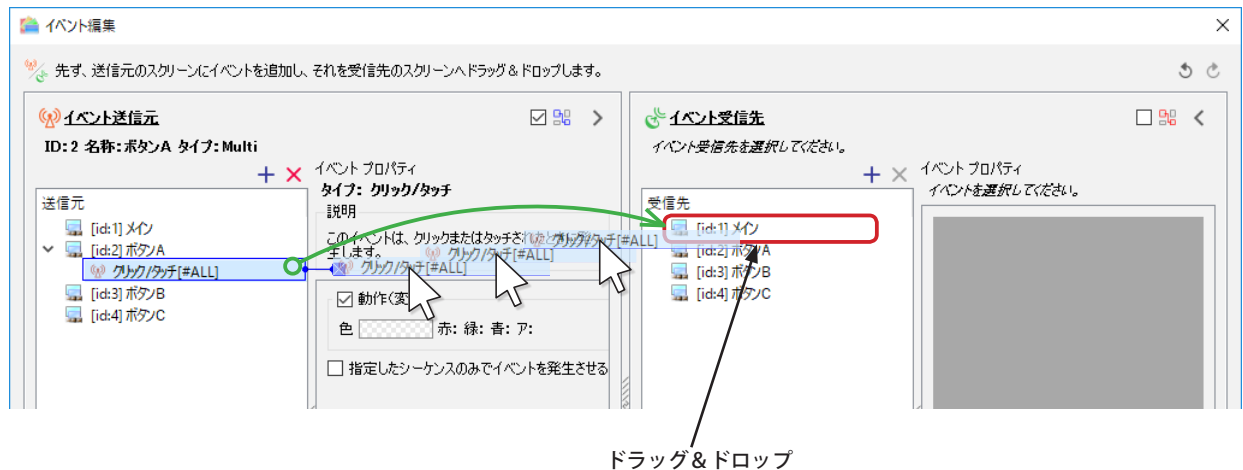 イベント編集
先ず、送信元のスクリーンにイベントを追加し、それを受信先のスクリーンへドラッグ＆ドロップします。
イベント送信元
ID:2 名称:ボタンA タイプ:Multi
送信元
[id:1] メイン
[id:2] ボタンA
クリック/タッチ[#ALL]
[id:3] ボタンB
[id:4] ボタンC
イベント プロパティ
タイプ: クリック/タッチ
説明
このイベントは、クリックまたはタッチされたときに
生します。
クリック/タッチ[#ALL]
クリック/タッチ[#ALL]
クリック/タッチ[#ALL]
動作(変
色 赤: 緑: 青: ア:
指定したシーケンスのみでイベントを発生させる
イベント受信先
イベント受信先を選択してください。
受信先
[id:1] メイン
[id:2] ボタンA
[id:3] ボタンB
[id:4] ボタンC
イベント プロパティ
イベントを選択してください。
ドラッグ＆ドロップ